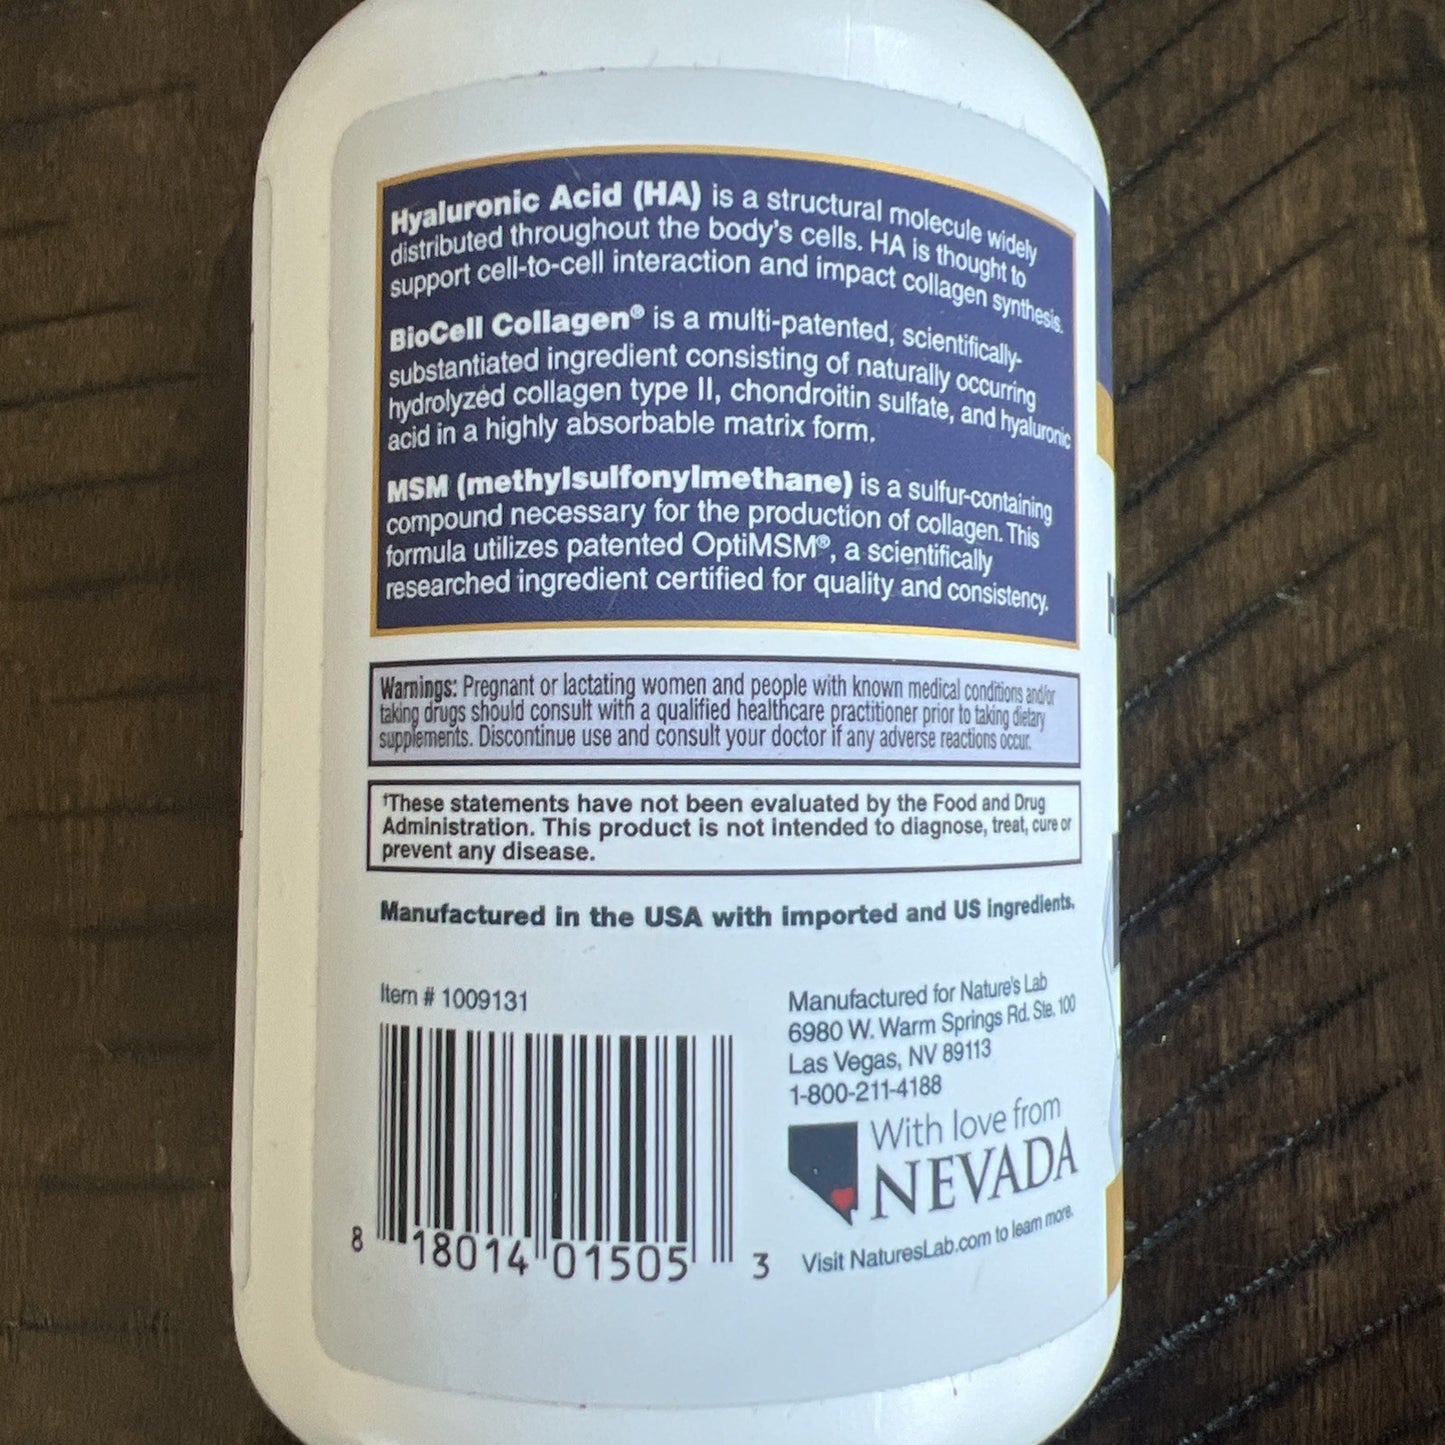 Hyaluronic Acid (HA) is a structural molecule widely
distributed throughout the body's cells. HA is thought to
support cell-to-cell interaction and impact collagen synthesis.
BioCell Collagen® is a multi-patented, scientifically-
substantiated ingredient consisting of naturally occurring
hydrolyzed collagen type II, chondroitin sulfate, and hyaluronic
acid in a highly absorbable matrix form.
MSM (methylsulfonylmethane) is a sulfur-containing
compound necessary for the production of collagen. This
formula utilizes patented OptiMSM®, a scientifically
researched ingredient certified for quality and consistency.
Warnings: Pregnant or lactating women and people with known medical conditions and/or
taking drugs should consult with a qualified healthcare practitioner prior to taking dietary
supplements. Discontinue use and consult your doctor if any adverse reactions occur.
†These statements have not been evaluated by the Food and Drug
Administration. This product is not intended to diagnose, treat, cure or
prevent any disease.
Manufactured in the USA with imported and US ingredients.
Item # 1009131
8 18014 01505 3
Manufactured for Nature's Lab
6980 W. Warm Springs Rd. Ste. 100
Las Vegas, NV 89113
1-800-211-4188
With love from
NEVADA
Visit NaturesLab.com to learn more.